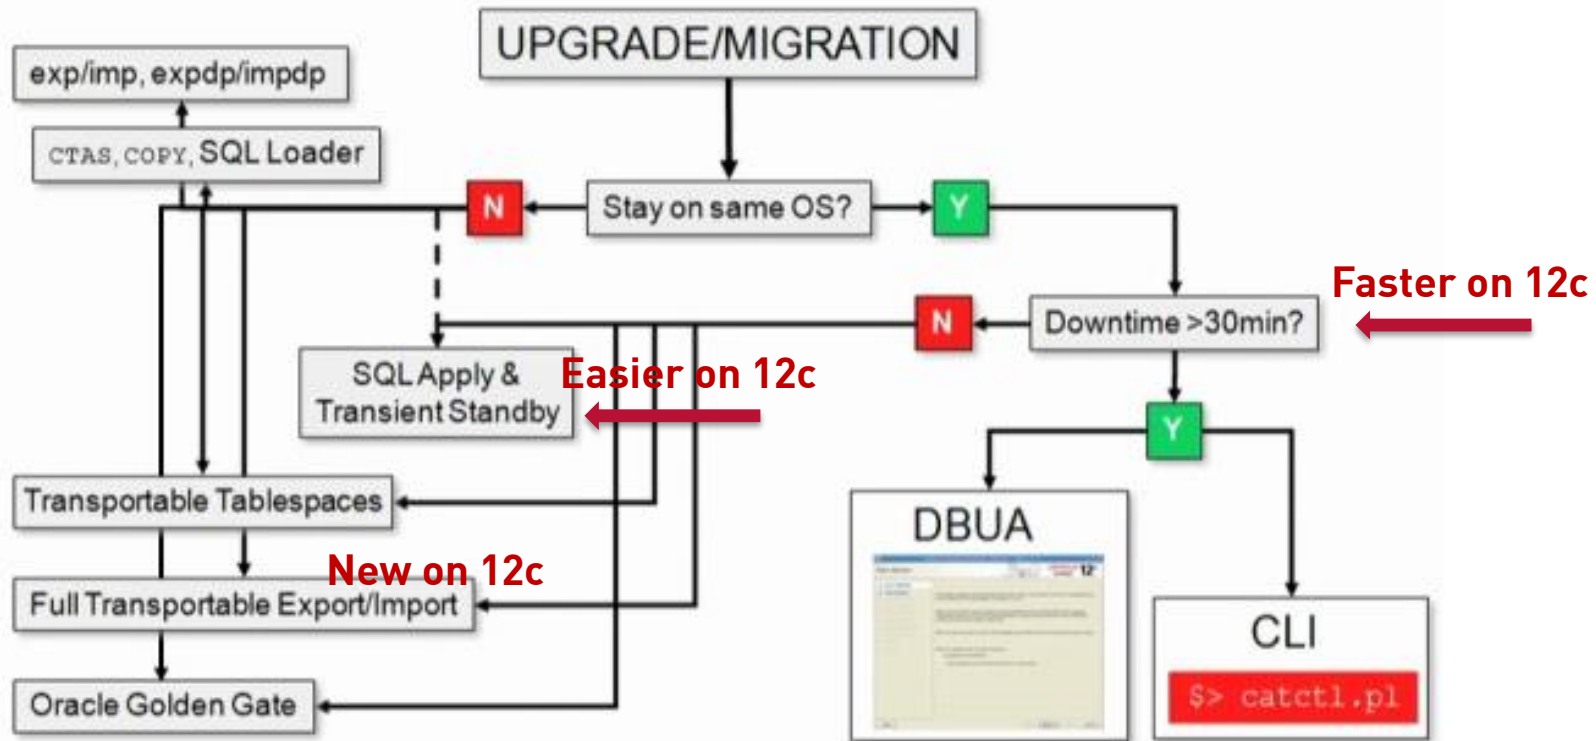 UPGRADE/MIGRATION
exp/imp, expdp/impdp
CTAS, COPY, SQL Loader
N
Stay on same OS?
Y
Faster on 12c
N
Downtime >30min?
SQL Apply &
Transient Standby
Easier on 12c
Y
Transportable Tablespaces
DBUA
12c
New on 12c
Full Transportable Export/Import
CLI
$> catctl.pl
Oracle Golden Gate